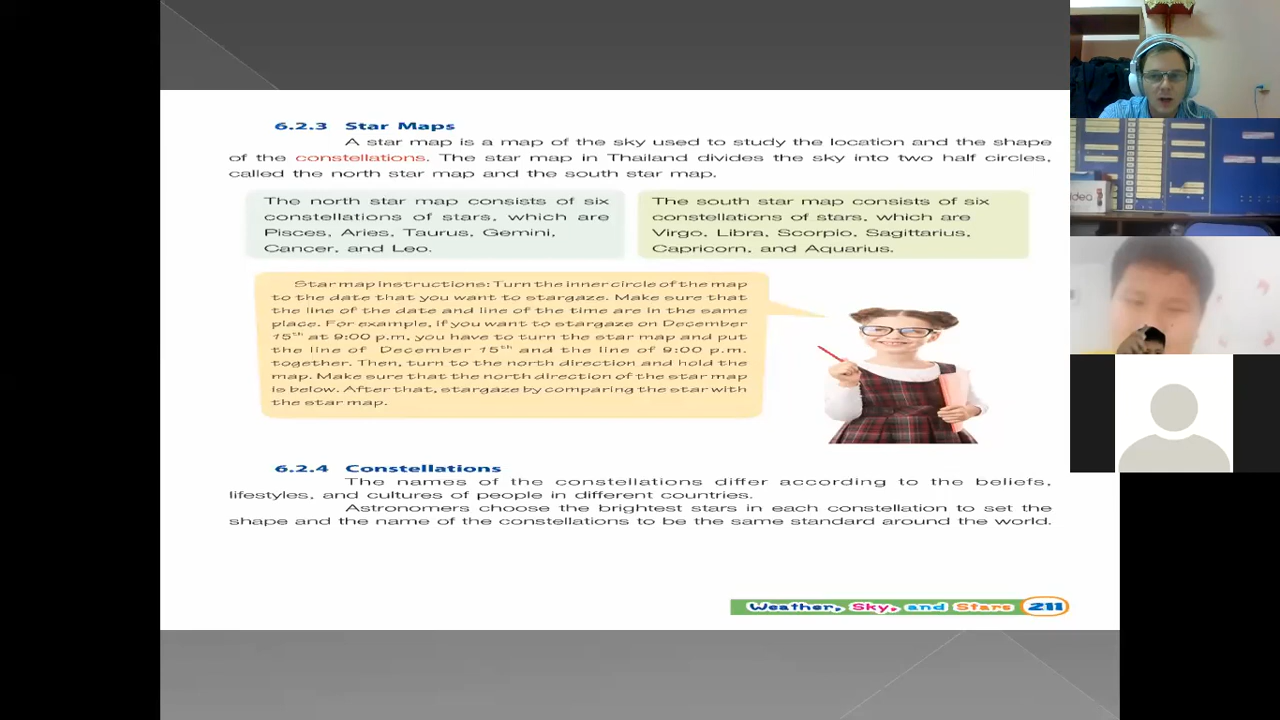 6.2.3 Star Maps
A star map is a map of the sky used to study the location and the shape
of the constellations. The star map in Thailand divides the sky into two half circles,
called the north star map and the south star map.
The north star map consists of six
constellations of stars, which are
Pisces, Aries, Taurus, Gemini,
Cancer, and Leo.
The south star map consists of six
constellations of stars, which are
Virgo, Libra, Scorpio, Sagittarius,
Capricorn, and Aquarius.
Star map instructions: Turn the inner circle of the map
to the date that you want to stargaze. Make sure that
the line of the date and line of the time are in the same
place. For example, if you want to stargaze on December
15th at 9:00 p.m, you have to turn the star map and put
the line of December 15th and the line of 9:00 p.m.
together. Then, turn to the north direction and hold the
map. Make sure that the north direction of the star map
is below. After that, stargaze by comparing the star with
the star map.
6.2.4 Constellations
The names of the constellations differ according to the beliefs,
lifestyles, and cultures of people in different countries.
Astronomers choose the brightest stars in each constellation to set the
shape and the name of the constellations to be the same standard around the world.
Weather, Sky, and Stars 211